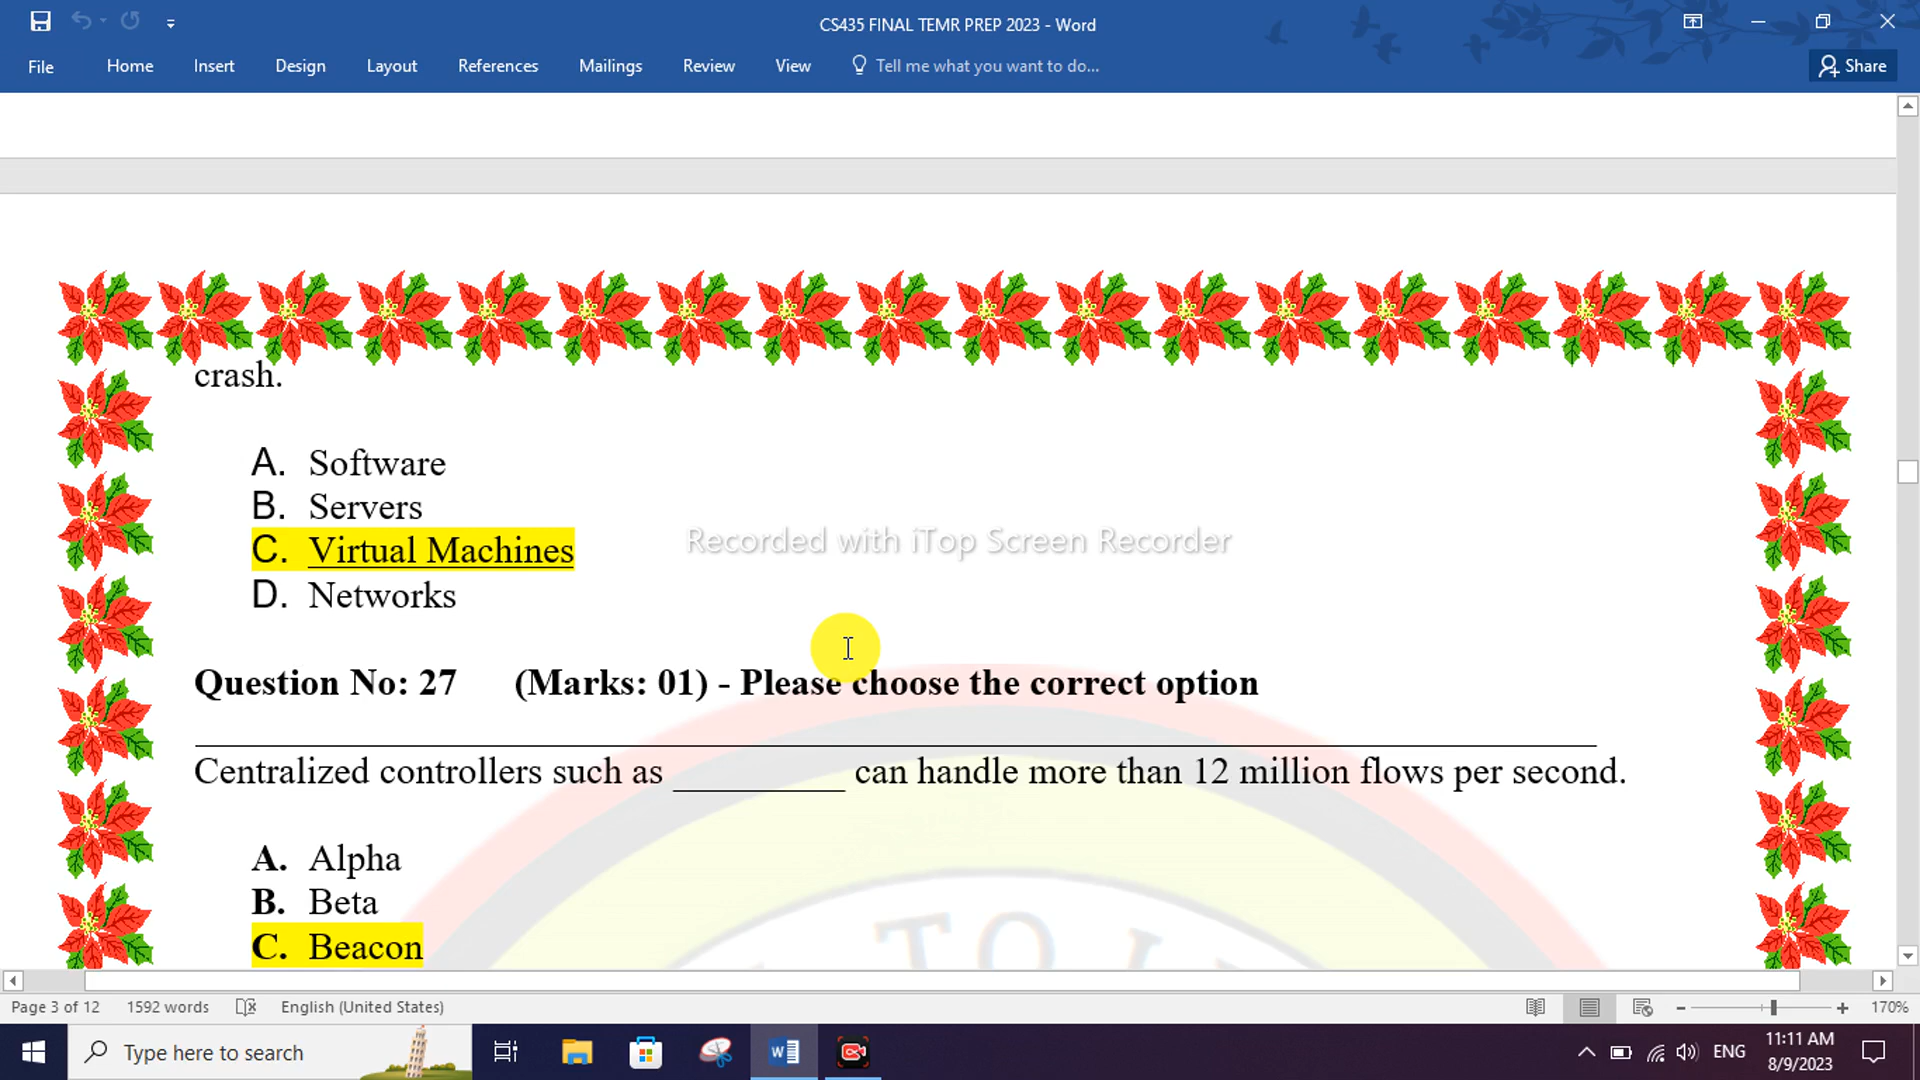 CS435 FINAL TEMR PREP 2023 - Word
File Home Insert Design Layout References Mailings Review View Tell me what you want to do... Share
crash.
A. Software
B. Servers
C. Virtual Machines
Recorded with iTop Screen Recorder
D. Networks
Question No: 27 (Marks: 01) - Please choose the correct option
Centralized controllers such as _________ can handle more than 12 million flows per second.
A. Alpha
B. Beta
C. Beacon
Page 3 of 12 1592 words English (United States) 170%
Type here to search
ENG
11:11 AM
8/9/2023